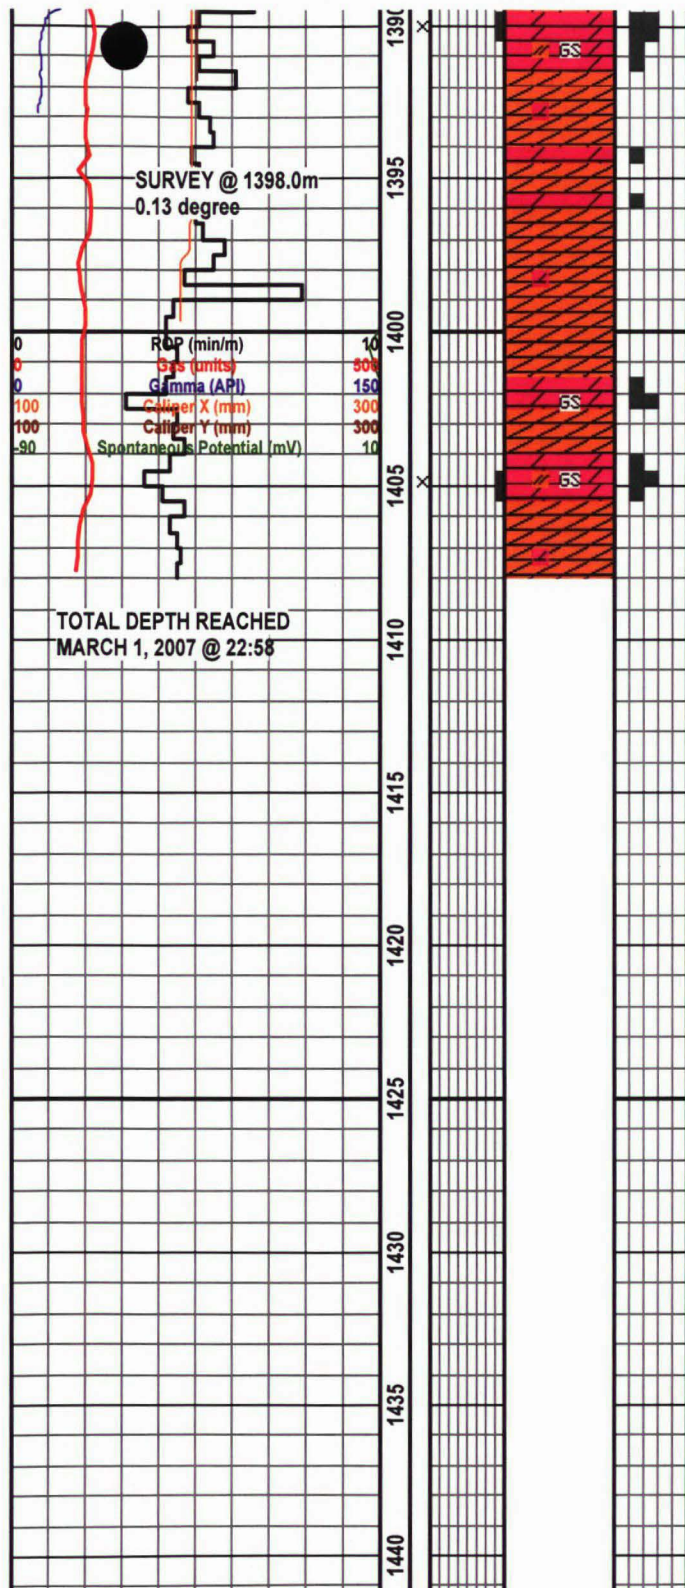 1390
GS
1395
SURVEY @ 1398.0m
0.13 degree
1400
0 ROP (min/m) 10
0 Gas (units) 500
0 Gamma (API) 150
100 Caliper X (mm) 300
100 Caliper Y (mm) 300
-90 Spontaneous Potential (mV) 10
GS
1405
GS
TOTAL DEPTH REACHED
MARCH 1, 2007 @ 22:58
1410
1415
1420
1425
1430
1435
1440